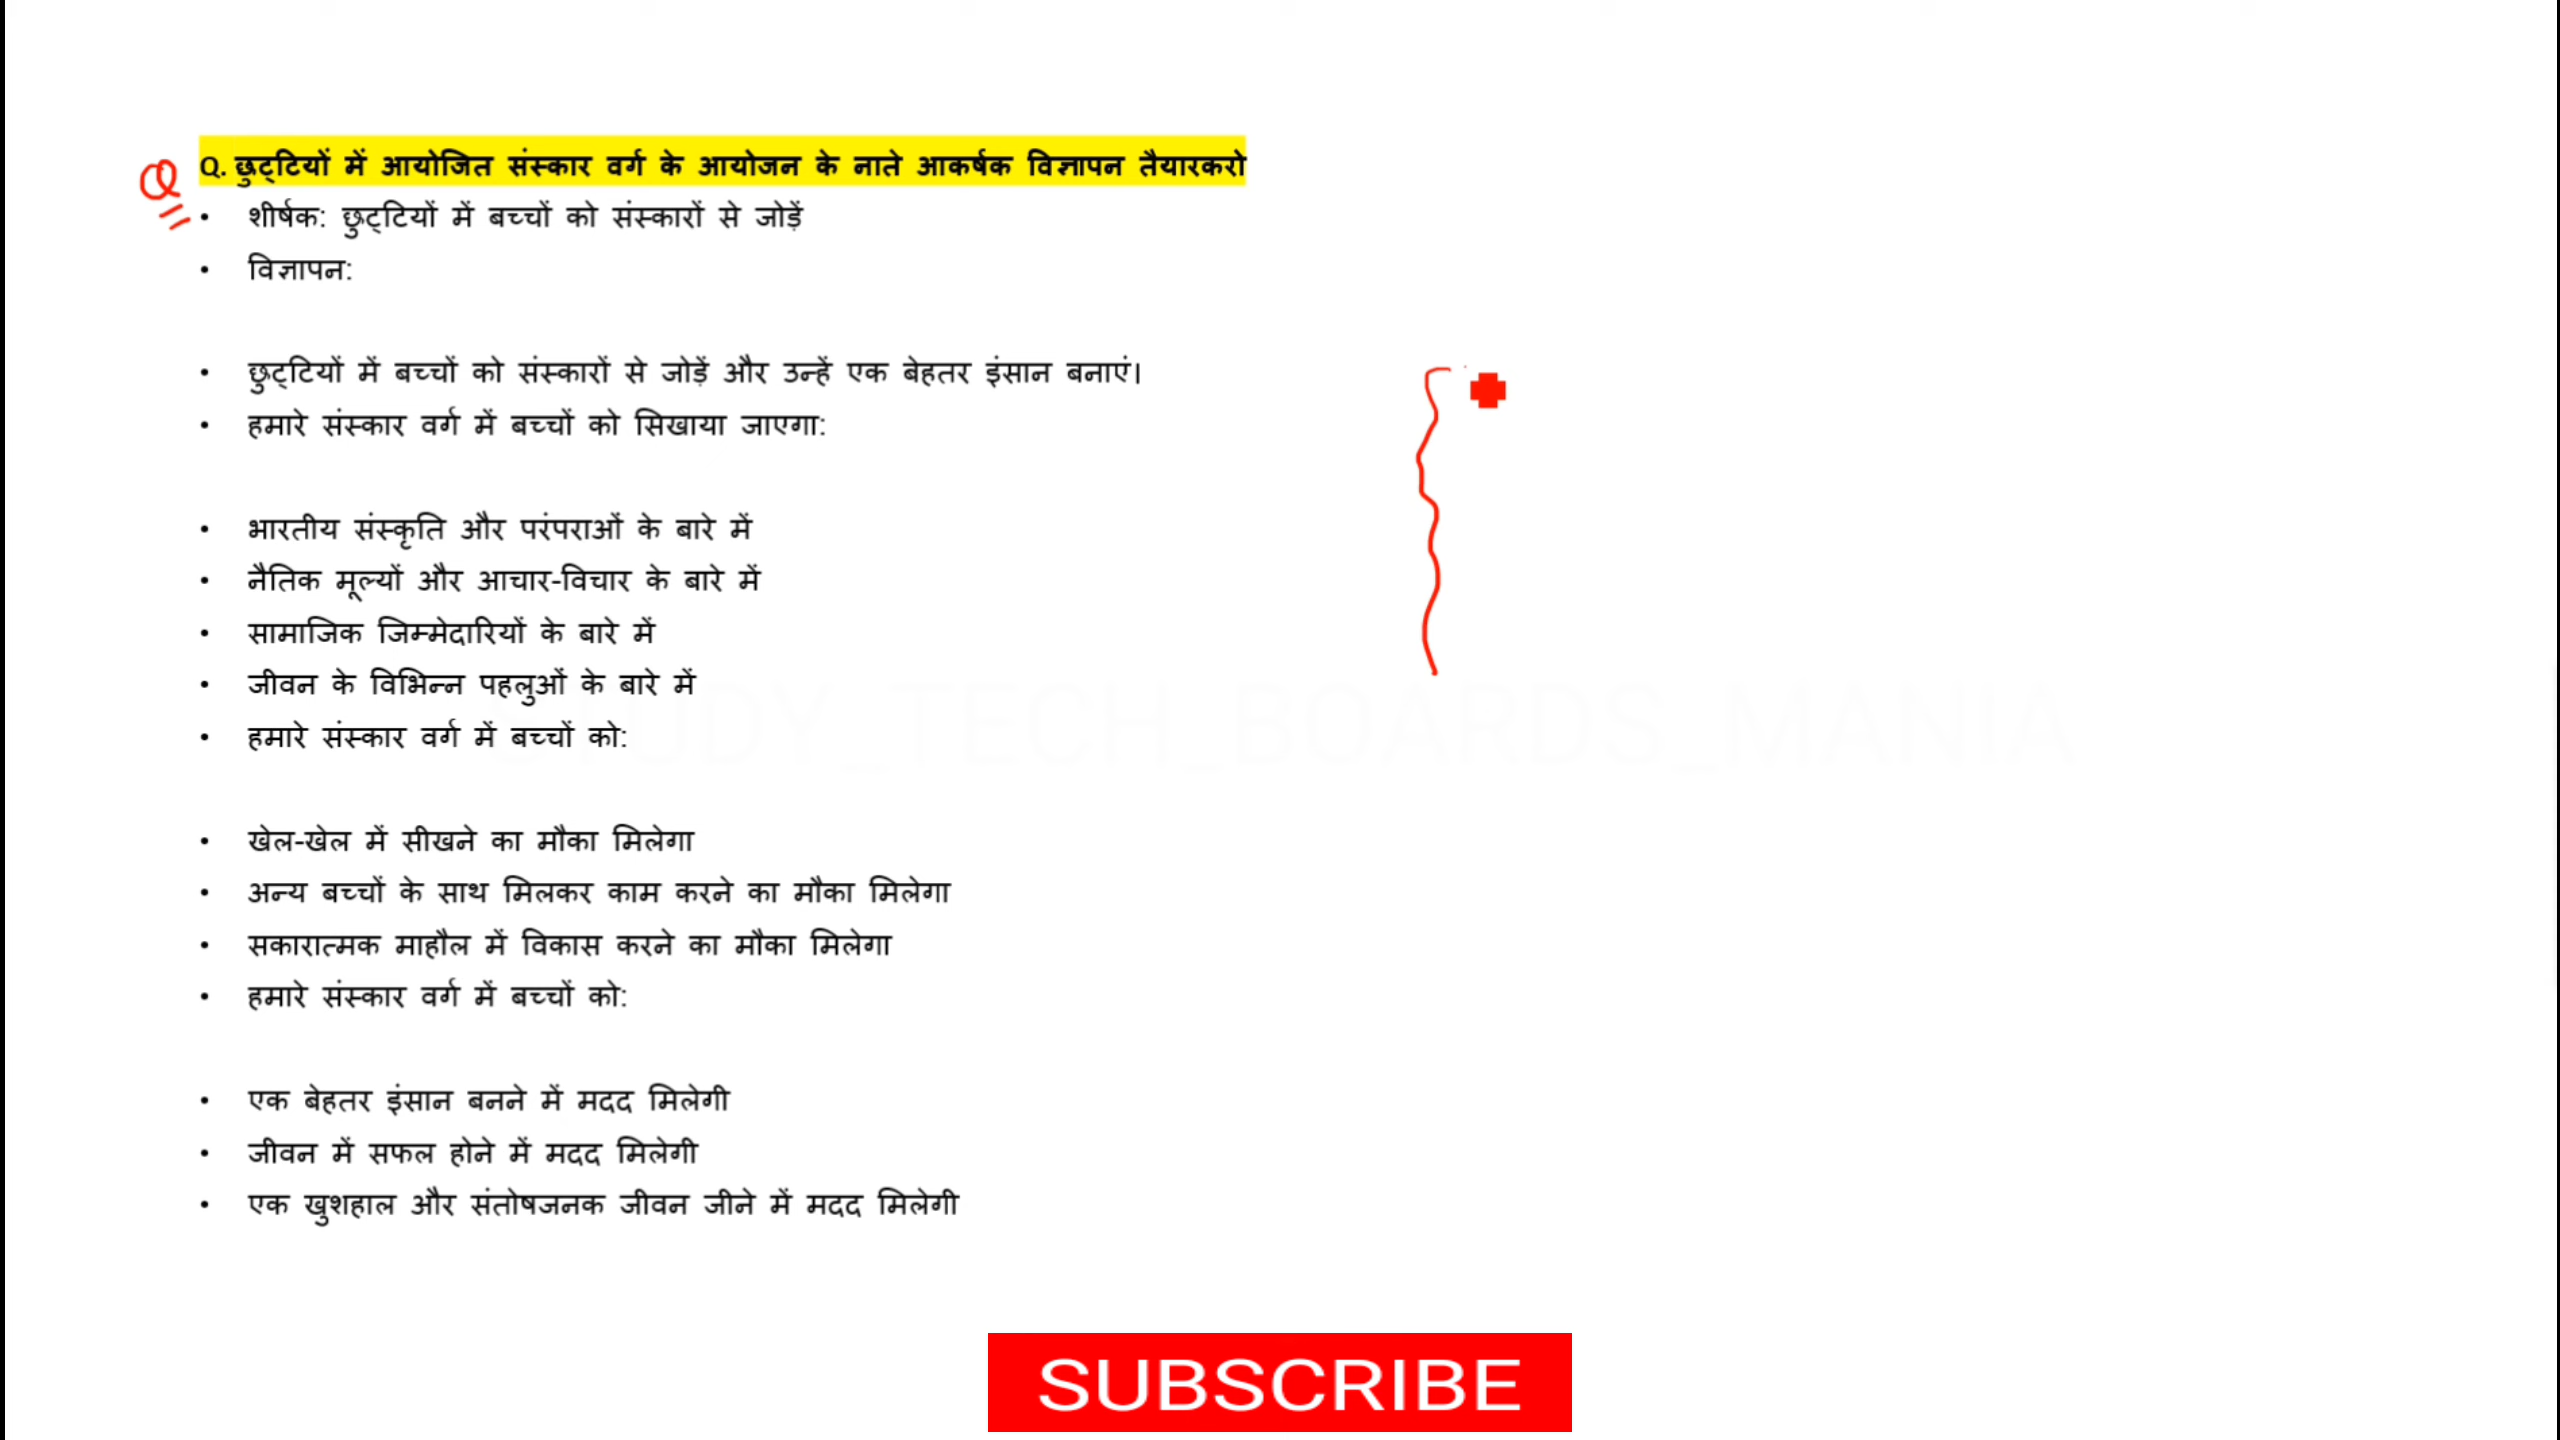 Q. छुट्टियों में आयोजित संस्कार वर्ग के आयोजन के नाते आकर्षक विज्ञापन तैयारकरो
Q
• शीर्षक: छुट्टियों में बच्चों को संस्कारों से जोड़ें
• विज्ञापन:
• छुट्टियों में बच्चों को संस्कारों से जोड़ें और उन्हें एक बेहतर इंसान बनाएं।
• हमारे संस्कार वर्ग में बच्चों को सिखाया जाएगा:
• भारतीय संस्कृति और परंपराओं के बारे में
• नैतिक मूल्यों और आचार-विचार के बारे में
• सामाजिक जिम्मेदारियों के बारे में
• जीवन के विभिन्न पहलुओं के बारे में
STUDY_TECH_BOARDS_MANIA
• हमारे संस्कार वर्ग में बच्चों को:
• खेल-खेल में सीखने का मौका मिलेगा
• अन्य बच्चों के साथ मिलकर काम करने का मौका मिलेगा
• सकारात्मक माहौल में विकास करने का मौका मिलेगा
• हमारे संस्कार वर्ग में बच्चों को:
• एक बेहतर इंसान बनने में मदद मिलेगी
• जीवन में सफल होने में मदद मिलेगी
• एक खुशहाल और संतोषजनक जीवन जीने में मदद मिलेगी
SUBSCRIBE